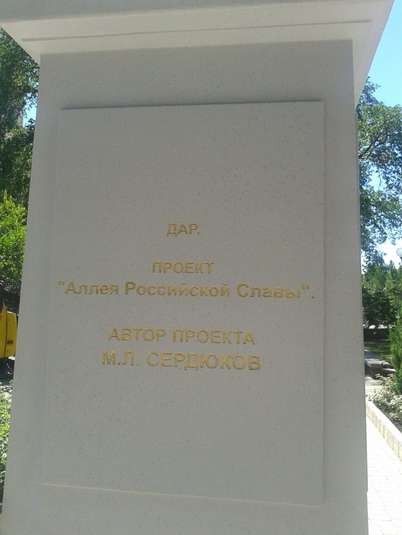 ДАР.
ПРОЕКТ
"Аллея Российской Славы".
АВТОР ПРОЕКТА
М.Л. СЕРДЮКОВ